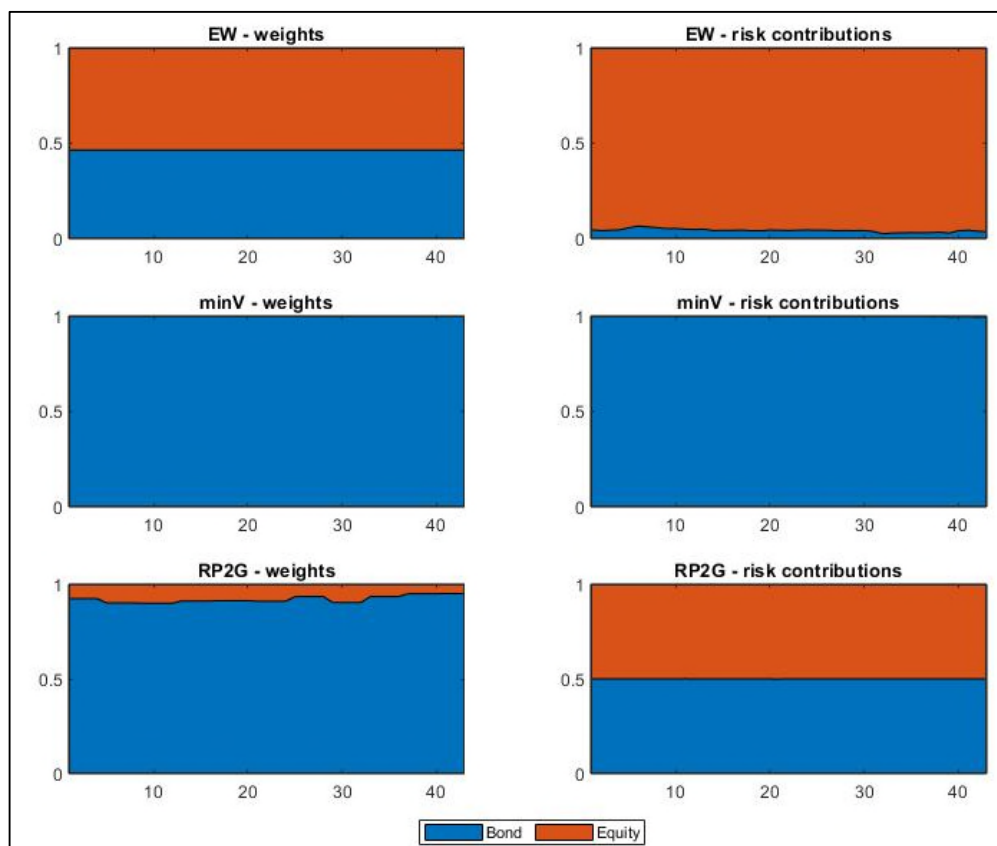 EW - weights
EW - risk contributions
1
0.5
0
10 20 30 40
1
0.5
0
10 20 30 40
minV - weights
minV - risk contributions
1
0.5
0
10 20 30 40
1
0.5
0
10 20 30 40
RP2G - weights
RP2G - risk contributions
1
0.5
0
10 20 30 40
1
0.5
0
10 20 30 40
Bond Equity